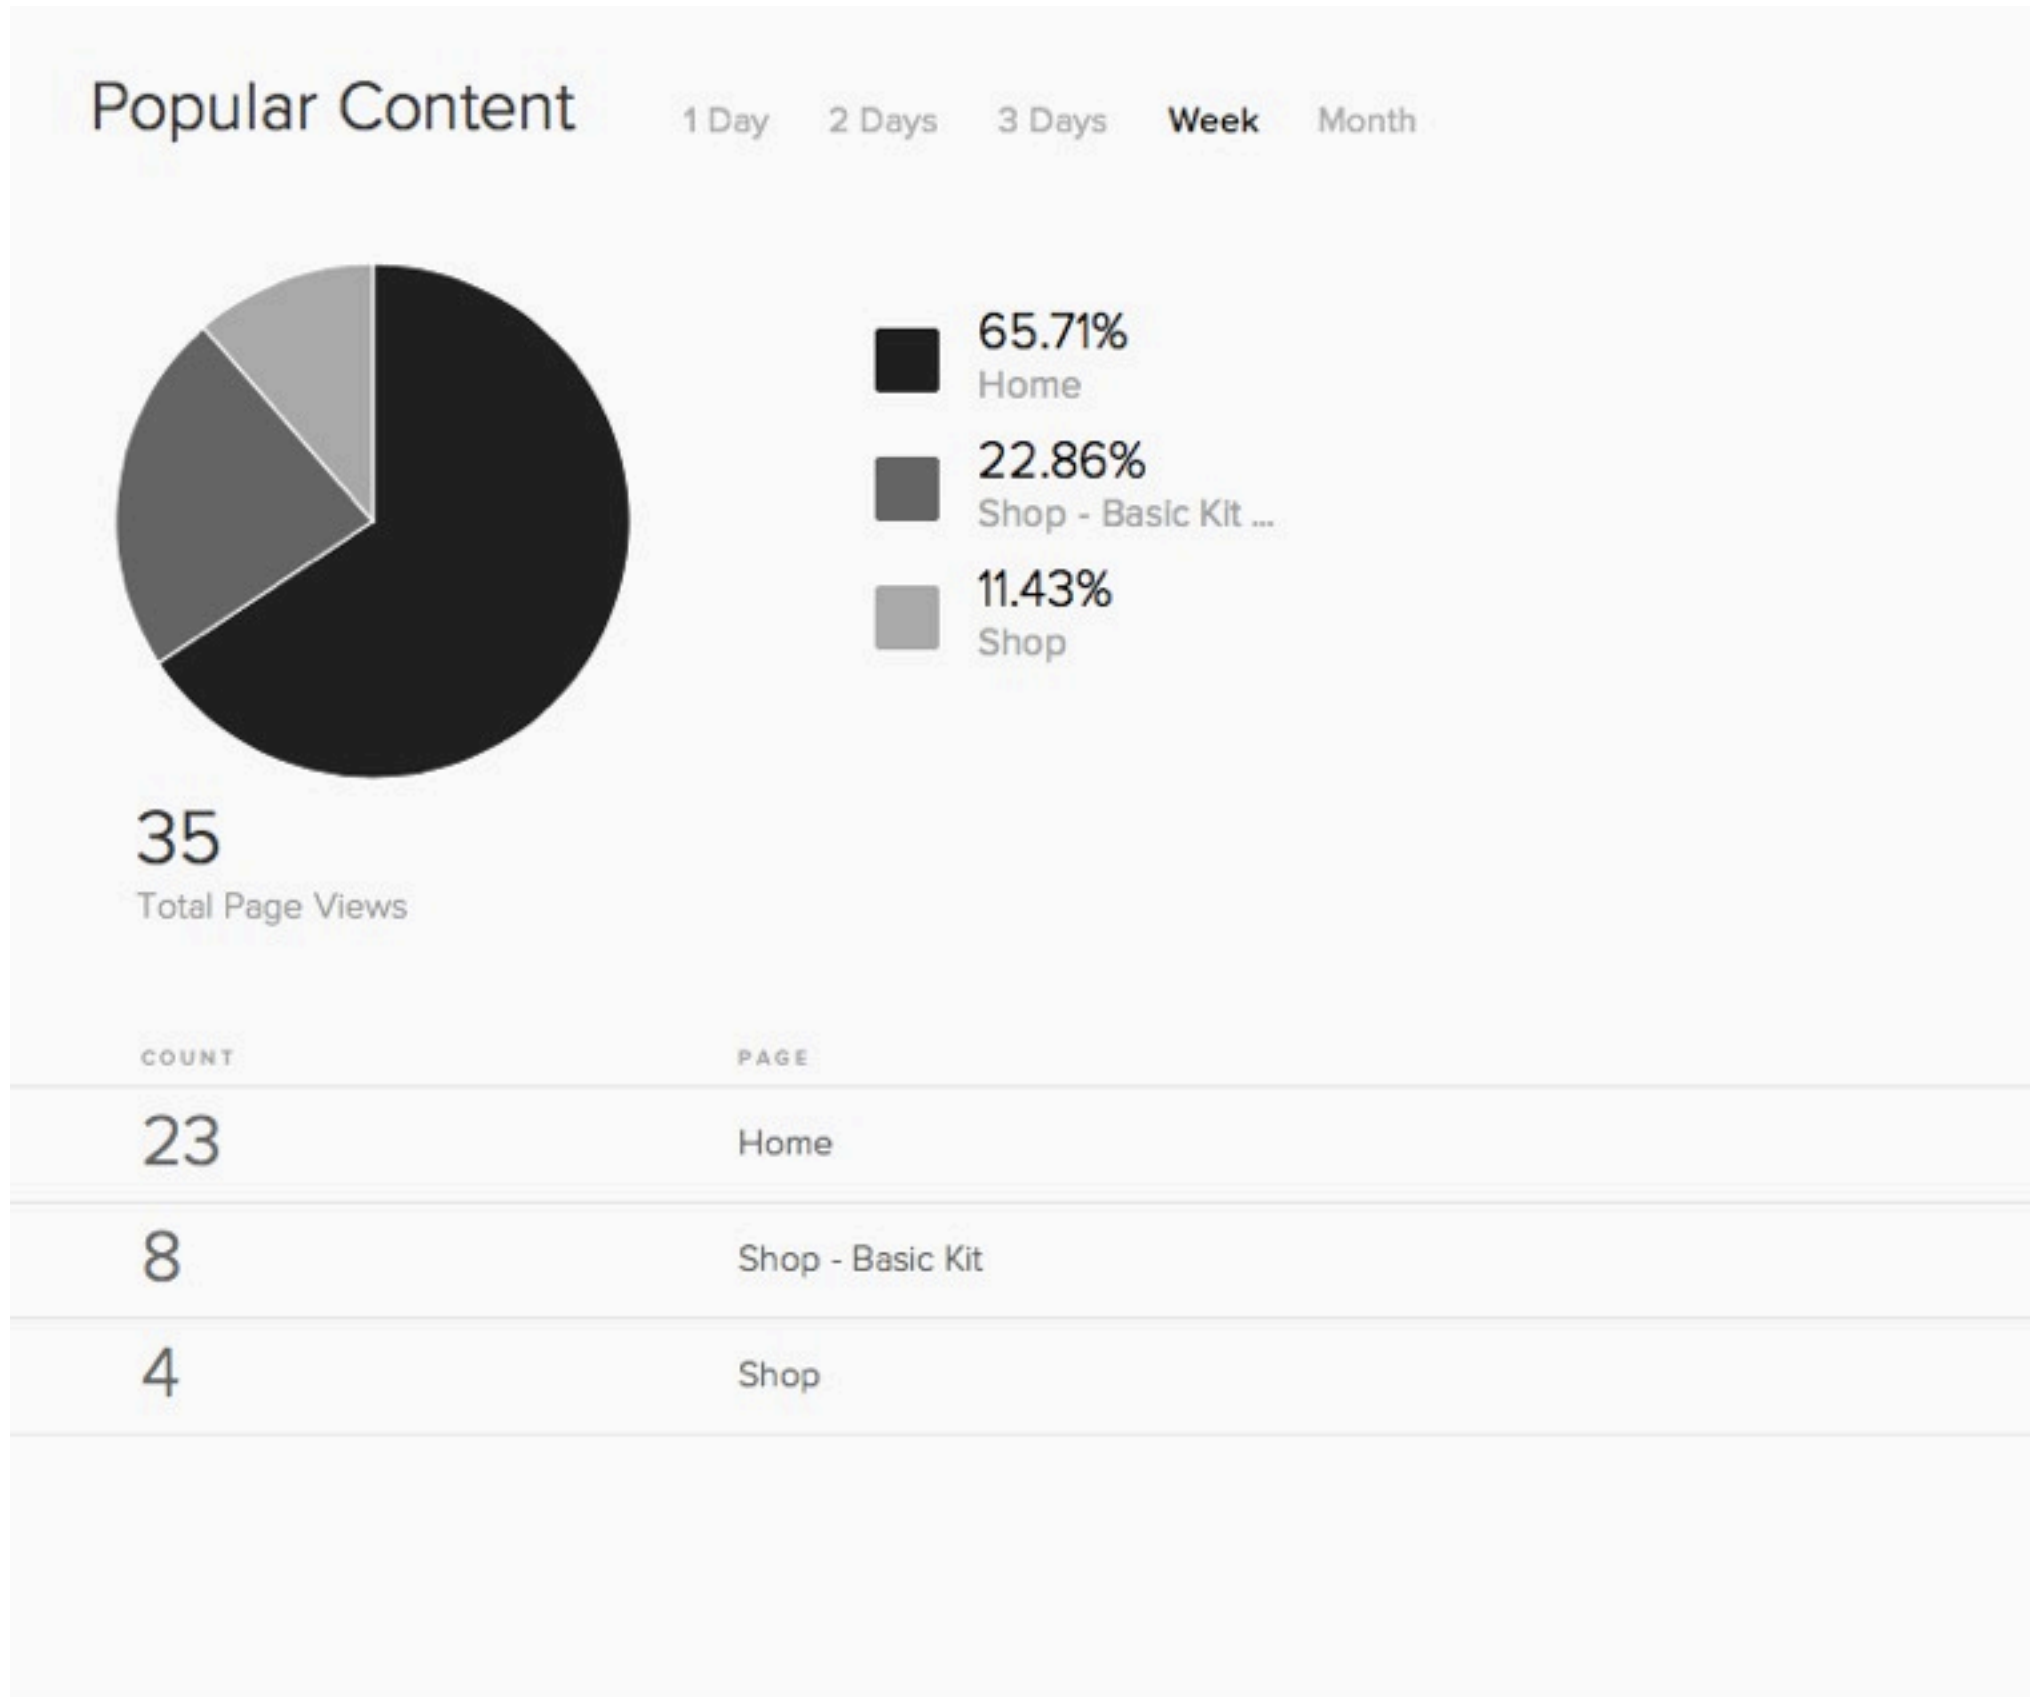 Popular Content
1 Day 2 Days 3 Days Week Month
65.71%
Home
22.86%
Shop - Basic Kit ...
11.43%
Shop
35
Total Page Views
COUNT PAGE
23 Home
8 Shop - Basic Kit
4 Shop